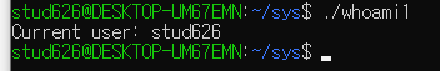 stud626@DESKTOP-UM67EMN:~/sys$ ./whoami1
Current user: stud626
stud626@DESKTOP-UM67EMN:~/sys$